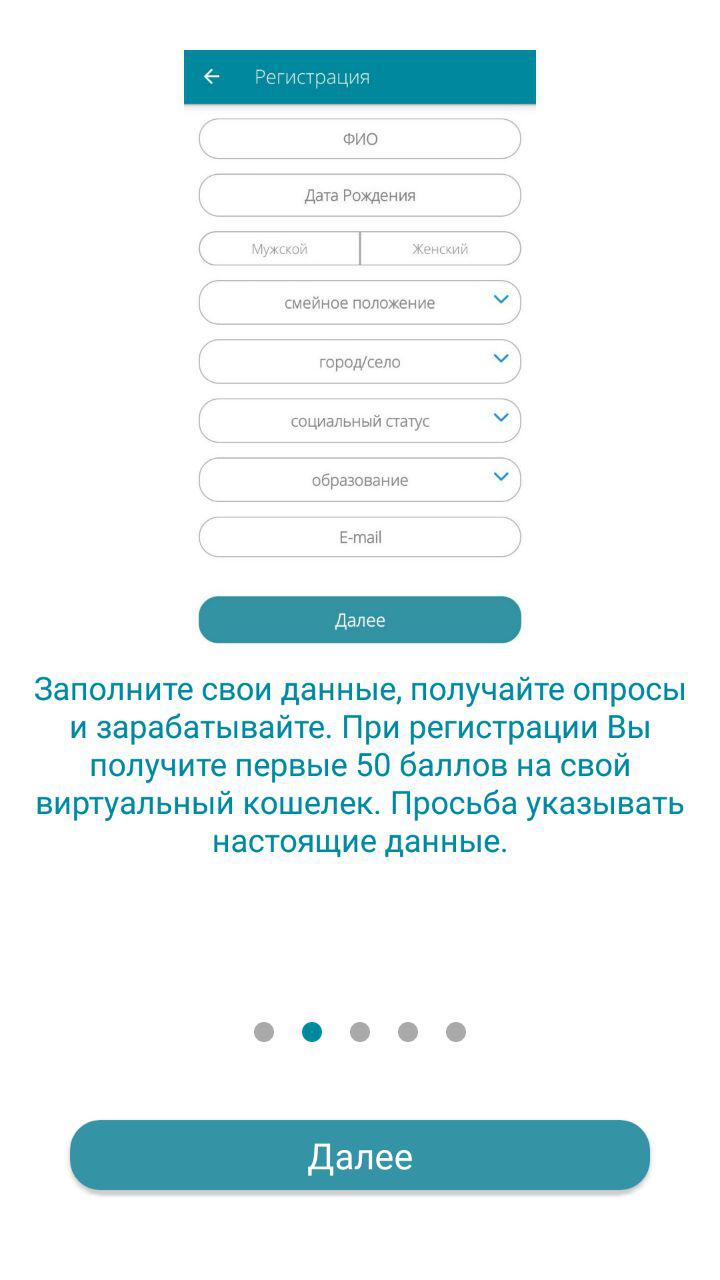 Регистрация
ФИО
Дата Рождения
Мужской Женский
смейное положение
город/село
социальный статус
образование
E-mail
Далее
Заполните свои данные, получайте опросы
и зарабатывайте. При регистрации Вы
получите первые 50 баллов на свой
виртуальный кошелек. Просьба указывать
настоящие данные.
Далее